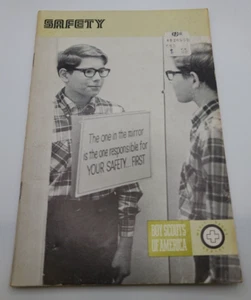 SAFETY
The one in the mirror
is the one responsible for
YOUR SAFETY...FIRST
BOY SCOUTS
OF AMERICA